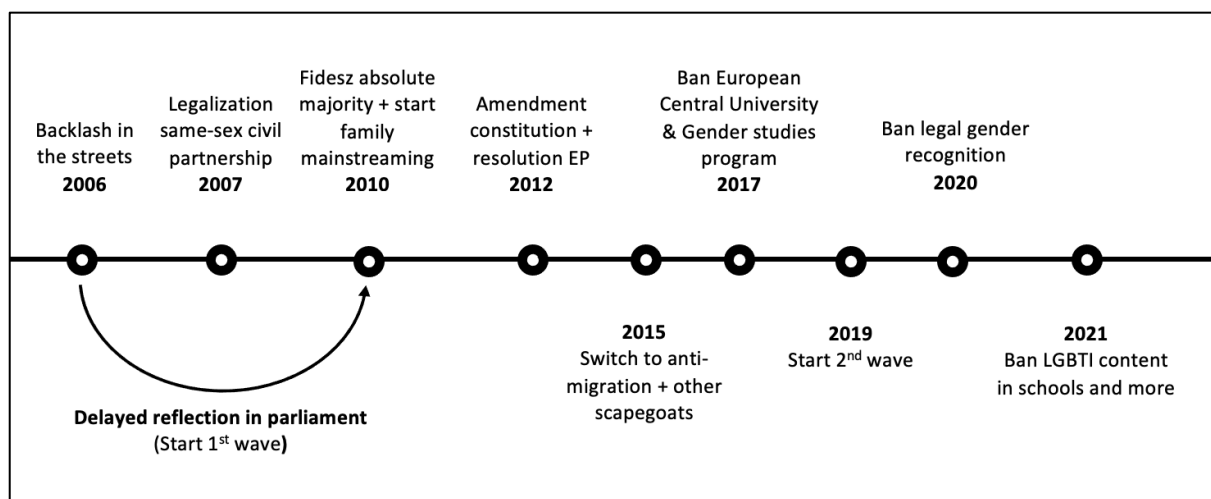 Backlash in
the streets
2006
Legalization
same-sex civil
partnership
2007
Fidesz absolute
majority + start
family
mainstreaming
2010
Amendment
constitution +
resolution EP
2012
Ban European
Central University
& Gender studies
program
2017
Ban legal gender
recognition
2020
Delayed reflection in parliament
(Start 1st wave)
2015
Switch to anti-
migration + other
scapegoats
2019
Start 2nd wave
2021
Ban LGBTI content
in schools and more